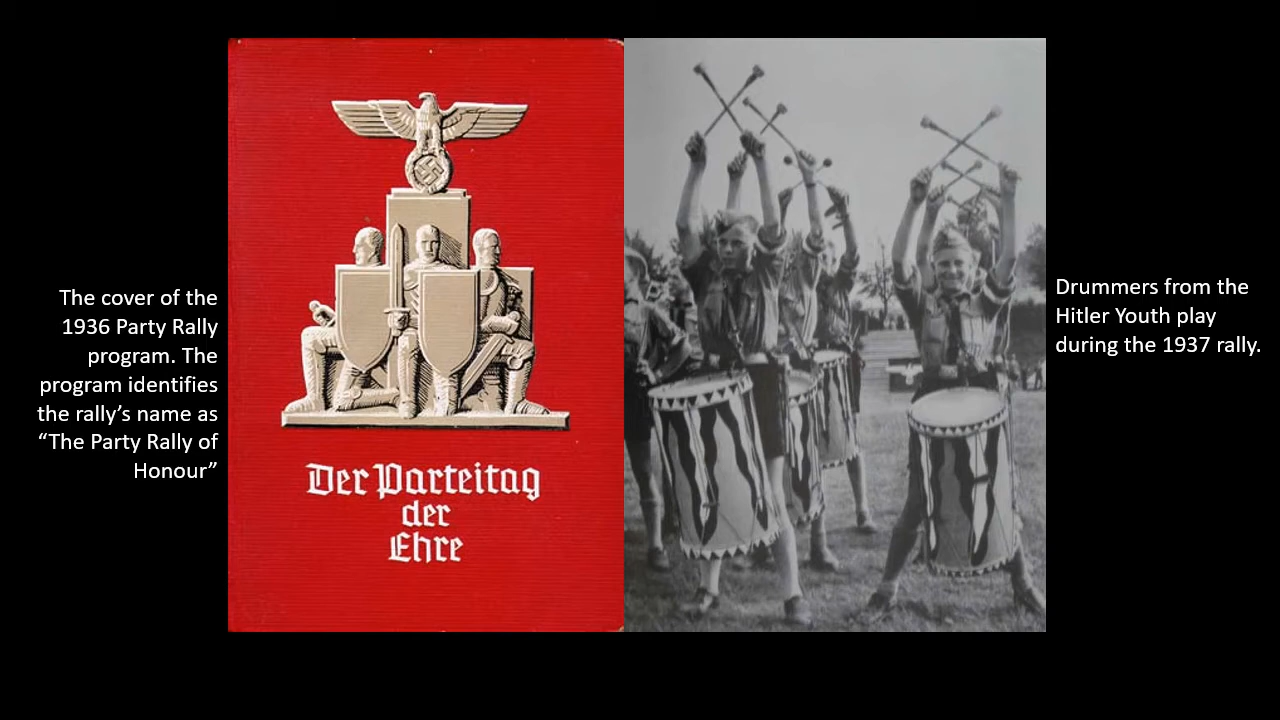 The cover of the
1936 Party Rally
program. The
program identifies
the rally’s name as
“The Party Rally of
Honour”
Der Parteitag
der
Ehre
Drummers from the
Hitler Youth play
during the 1937 rally.